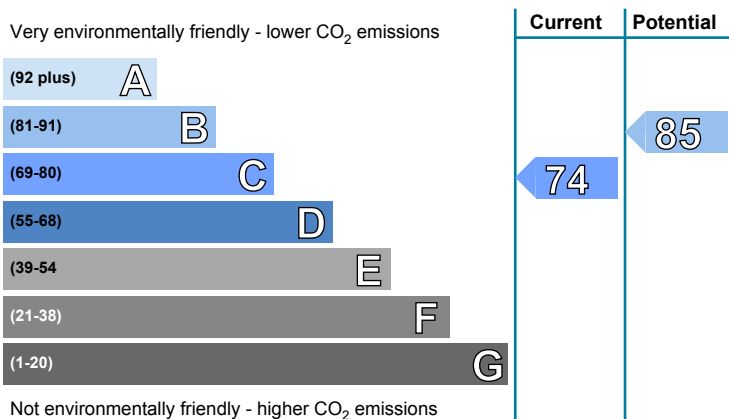 Current Potential
Very environmentally friendly - lower CO2 emissions
(92 plus) A
(81-91) B
85
(69-80) C
74
(55-68) D
(39-54 E
(21-38) F
(1-20) G
Not environmentally friendly - higher CO2 emissions